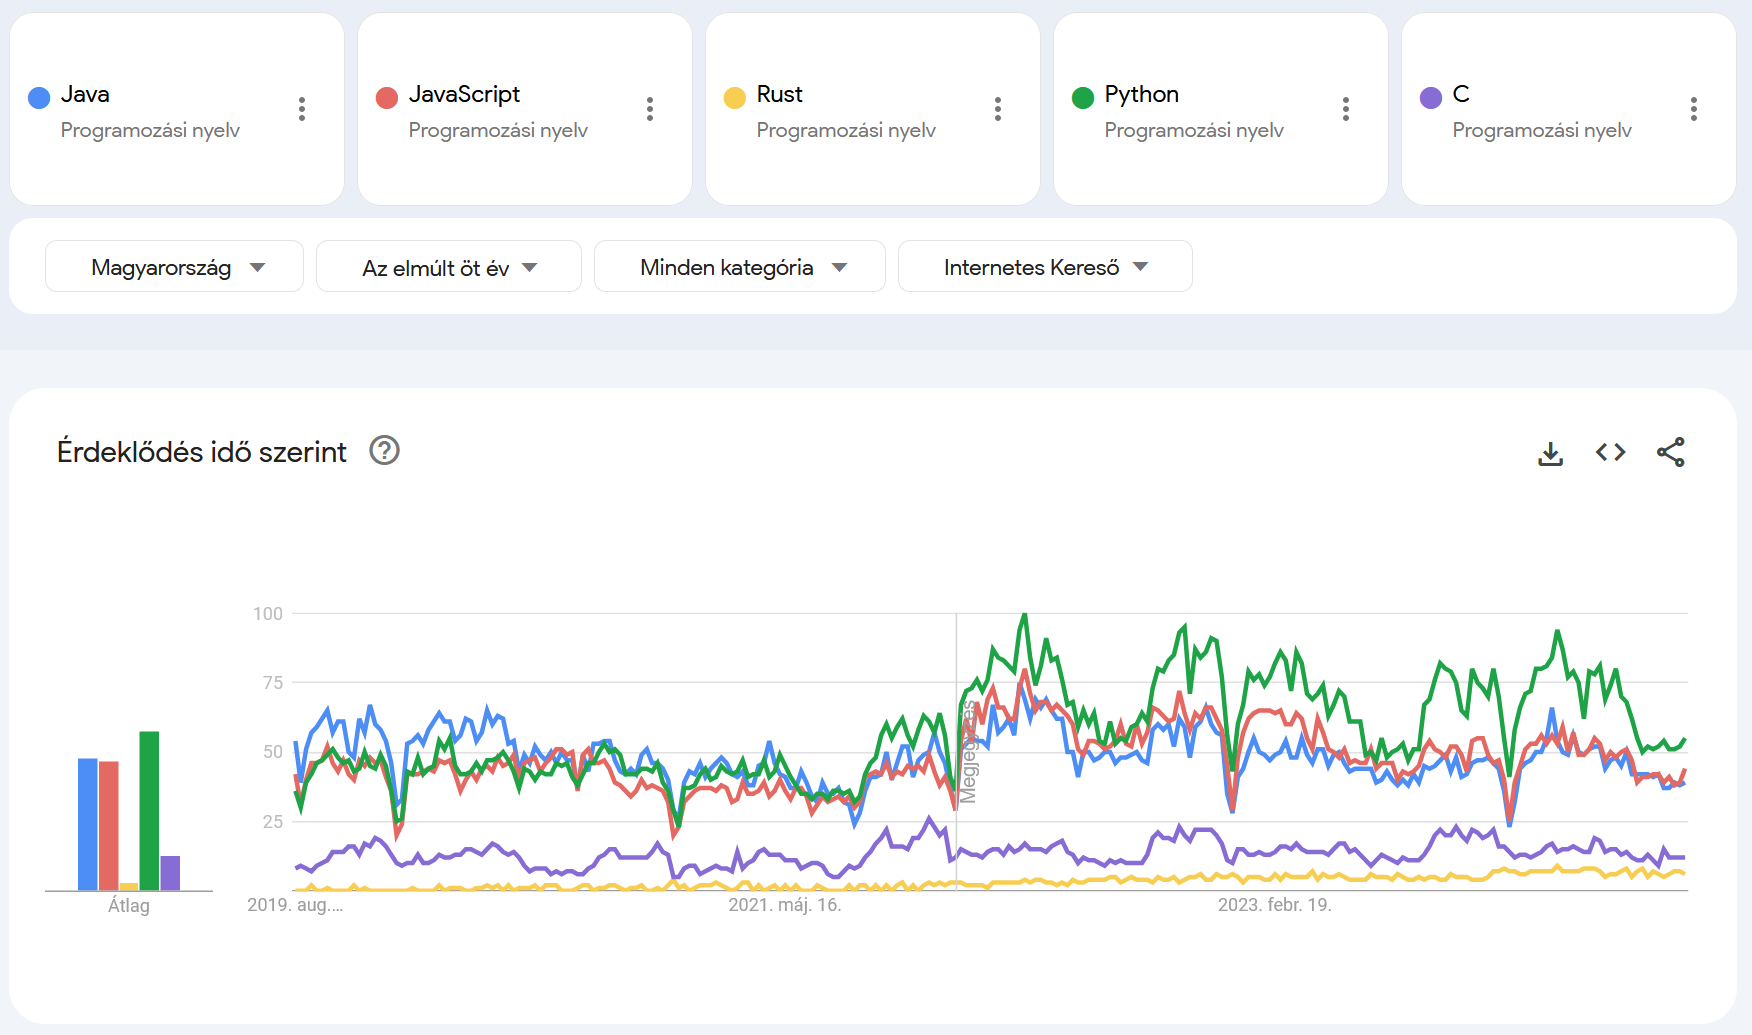 Java
Programozási nyelv
JavaScript
Programozási nyelv
Rust
Programozási nyelv
Python
Programozási nyelv
C
Programozási nyelv
Magyarország
Az elmúlt öt év
Minden kategória
Internetes Kereső
Érdeklődés idő szerint
?
Átlag
100
75
50
25
Megjegyzés
2019. aug.…
2021. máj. 16.
2023. febr. 19.